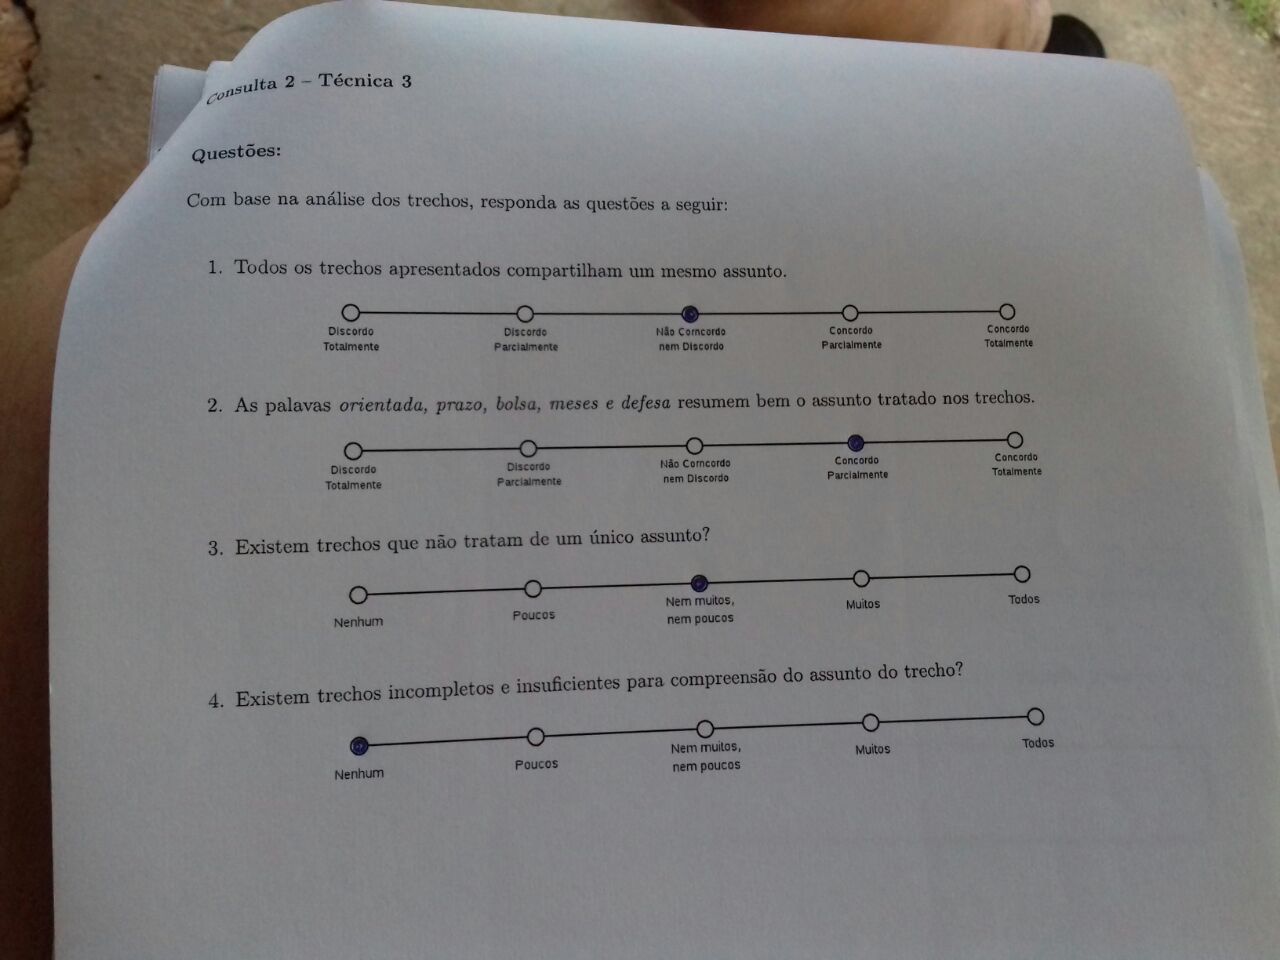 Consulta 2 – Técnica 3
Questões:
Com base na análise dos trechos, responda as questões a seguir:
1. Todos os trechos apresentados compartilham um mesmo assunto.
Discordo Totalmente
Discordo Parcialmente
Não Corncordo nem Discordo
Concordo Parcialmente
Concordo Totalmente
2. As palavas orientada, prazo, bolsa, meses e defesa resumem bem o assunto tratado nos trechos.
Discordo Totalmente
Discordo Parcialmente
Não Corncordo nem Discordo
Concordo Parcialmente
Concordo Totalmente
3. Existem trechos que não tratam de um único assunto?
Nenhum
Poucos
Nem muitos, nem poucos
Muitos
Todos
4. Existem trechos incompletos e insuficientes para compreensão do assunto do trecho?
Nenhum
Poucos
Nem muitos, nem poucos
Muitos
Todos